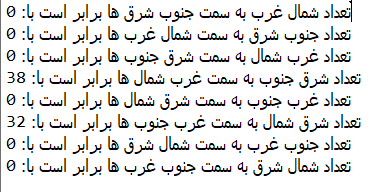 تعداد شمال غرب به سمت جنوب شرق ها برابر است با: 0
تعداد جنوب شرق به سمت شمال غرب ها برابر است با: 0
تعداد غرب شمال به سمت شرق جنوب ها برابر است با: 0
تعداد شرق جنوب به سمت غرب شمال ها برابر است با: 38
تعداد غرب جنوب به سمت شرق شمال ها برابر است با: 0
تعداد شرق شمال به سمت غرب جنوب ها برابر است با: 32
تعداد جنوب غرب به سمت شمال شرق ها برابر است با: 0
تعداد شمال شرق به سمت جنوب غرب ها برابر است با: 0